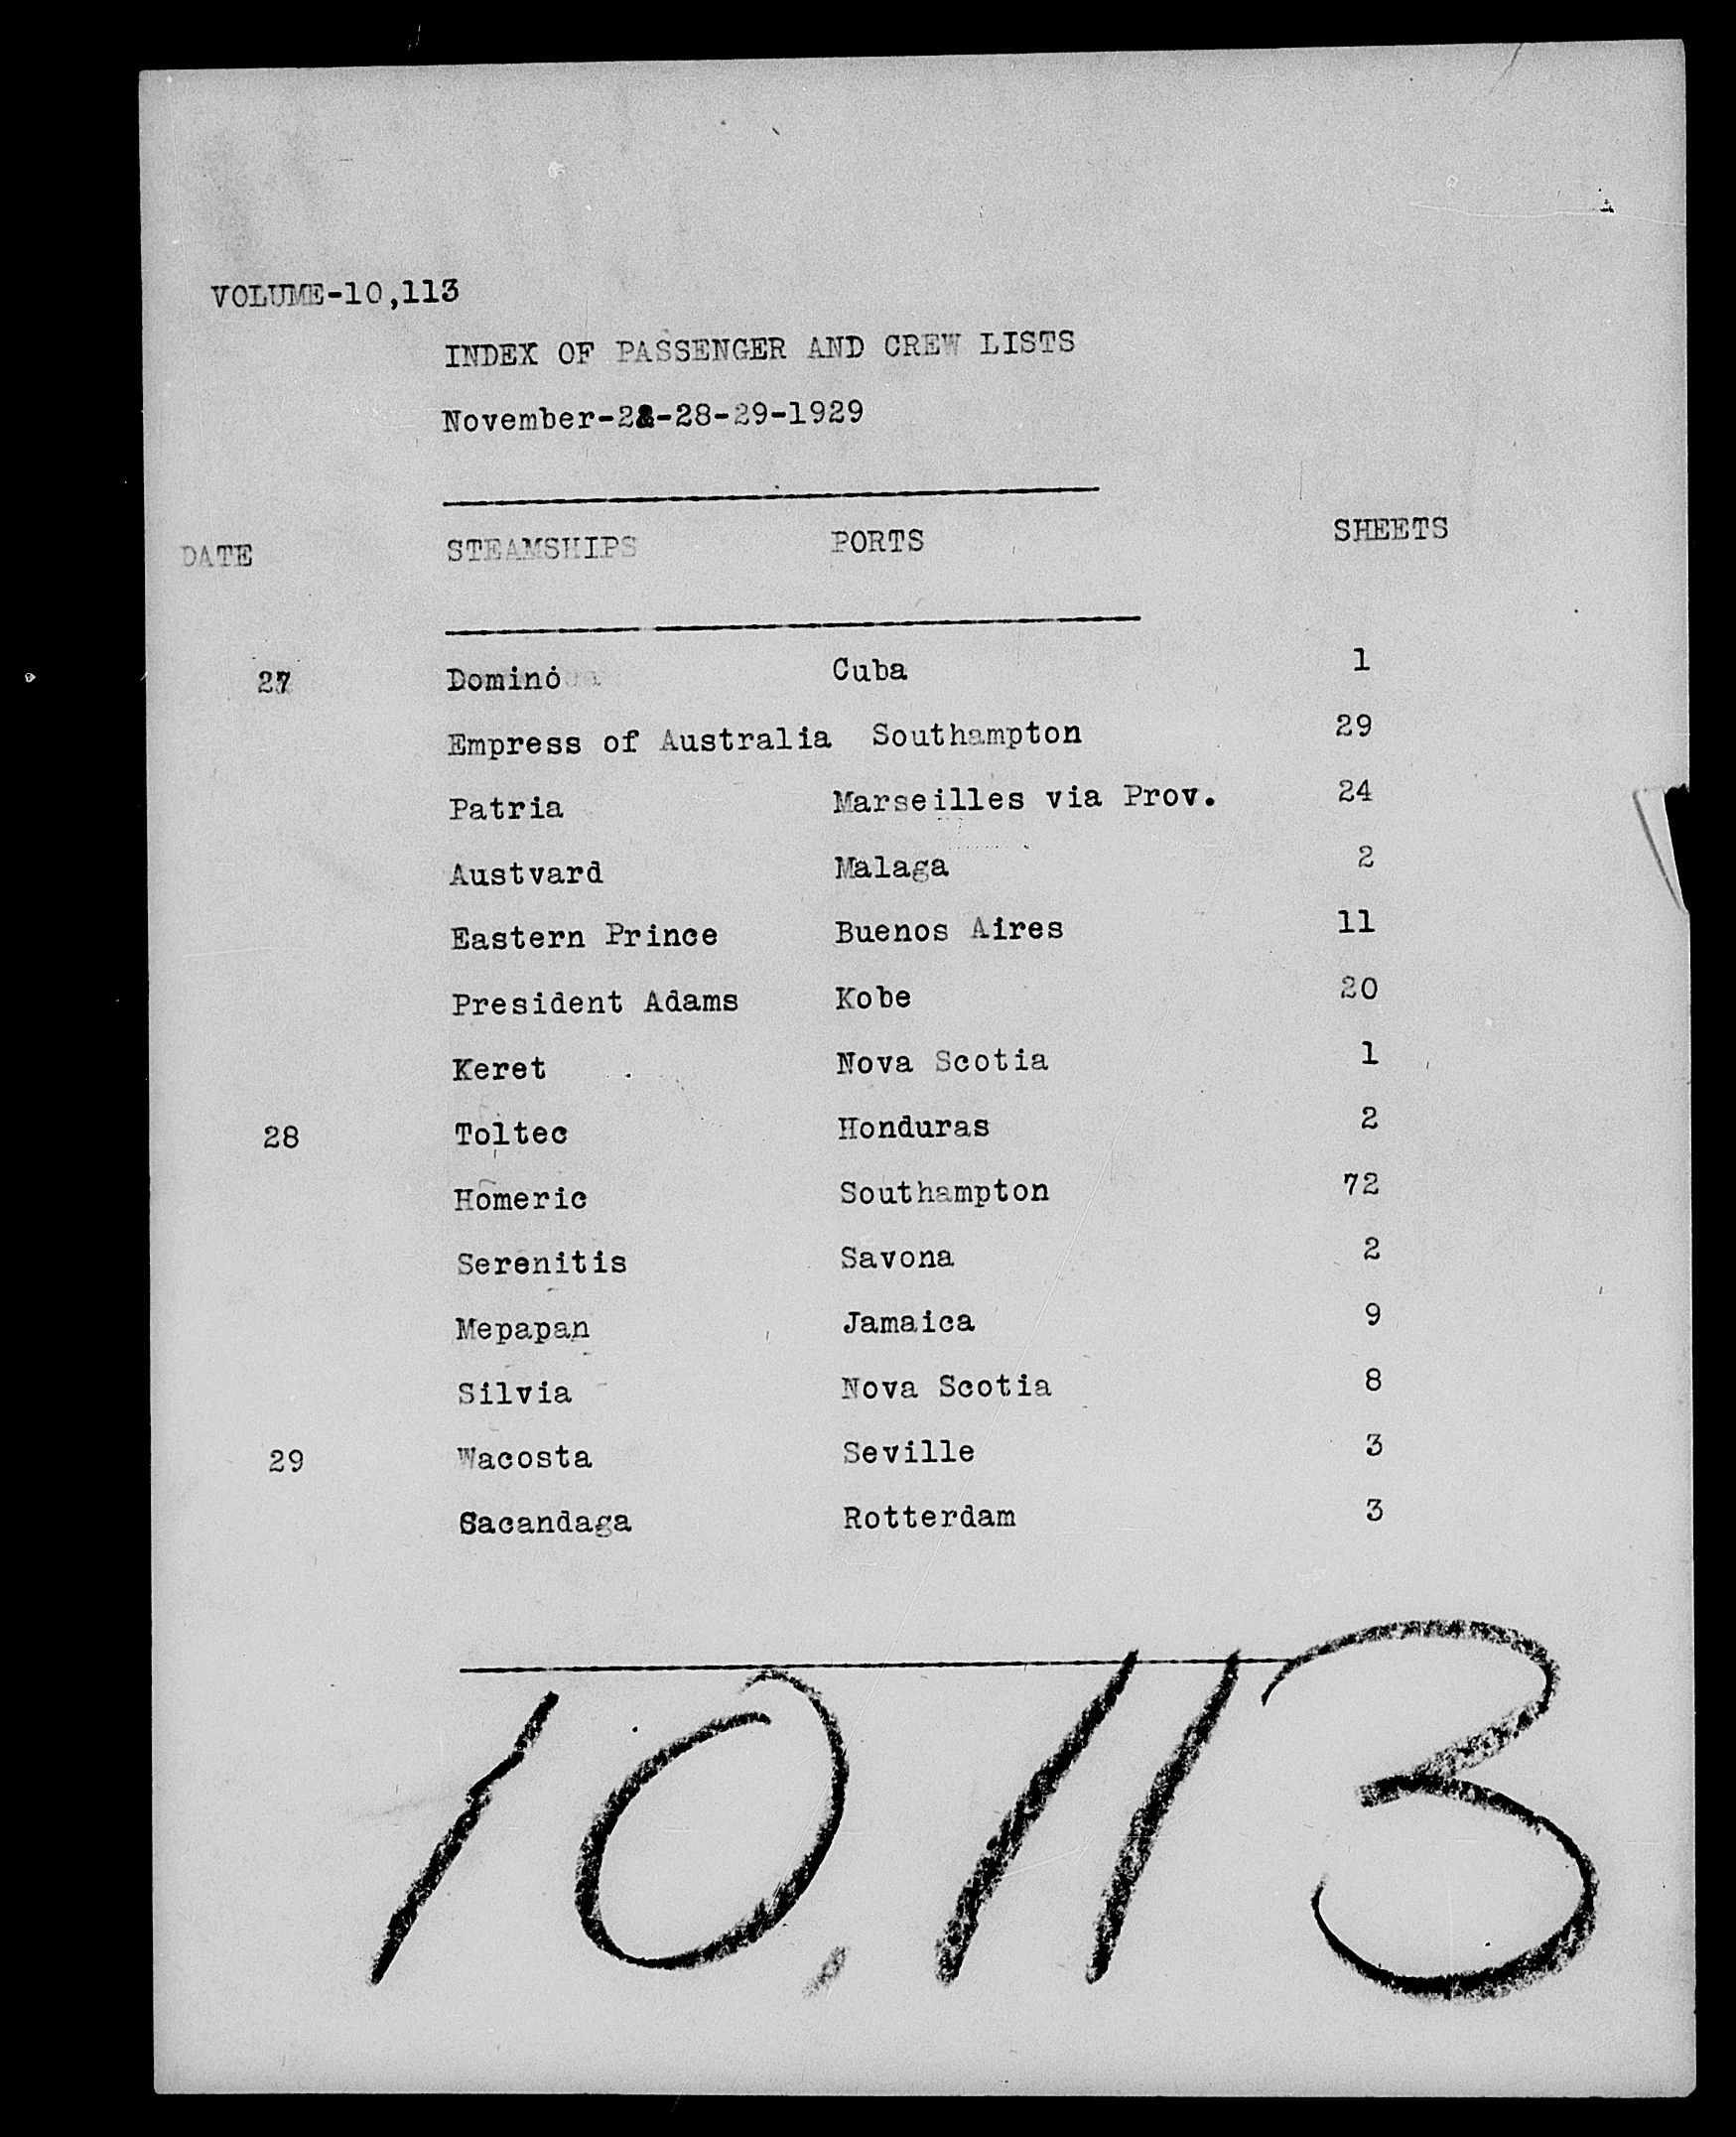 VOLUME-10,113
INDEX OF PASSENGER AND CREW LISTS
November-28-28-29-1929
DATE STEAMSHIPS PORTS SHEETS
27 Domino Cuba 1
Empress of Australia Southampton 29
Patria Marseilles via Prov. 24
Austvard Malaga 2
Eastern Prince Buenos Aires 11
President Adams Kobe 20
Keret Nova Scotia 1
28 Toltec Honduras 2
Homeric Southampton 72
Serenitis Savona 2
Mepapan Jamaica 9
Silvia Nova Scotia 8
29 Wacosta Seville 3
Sacandaga Rotterdam 3
10,113